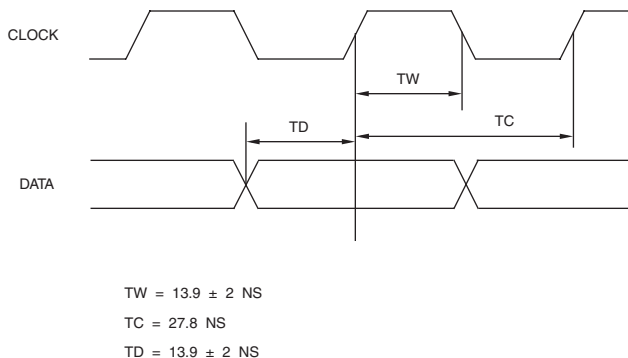 CLOCK
TW
TD
TC
DATA
TW = 13.9 ± 2 NS
TC = 27.8 NS
TD = 13.9 ± 2 NS